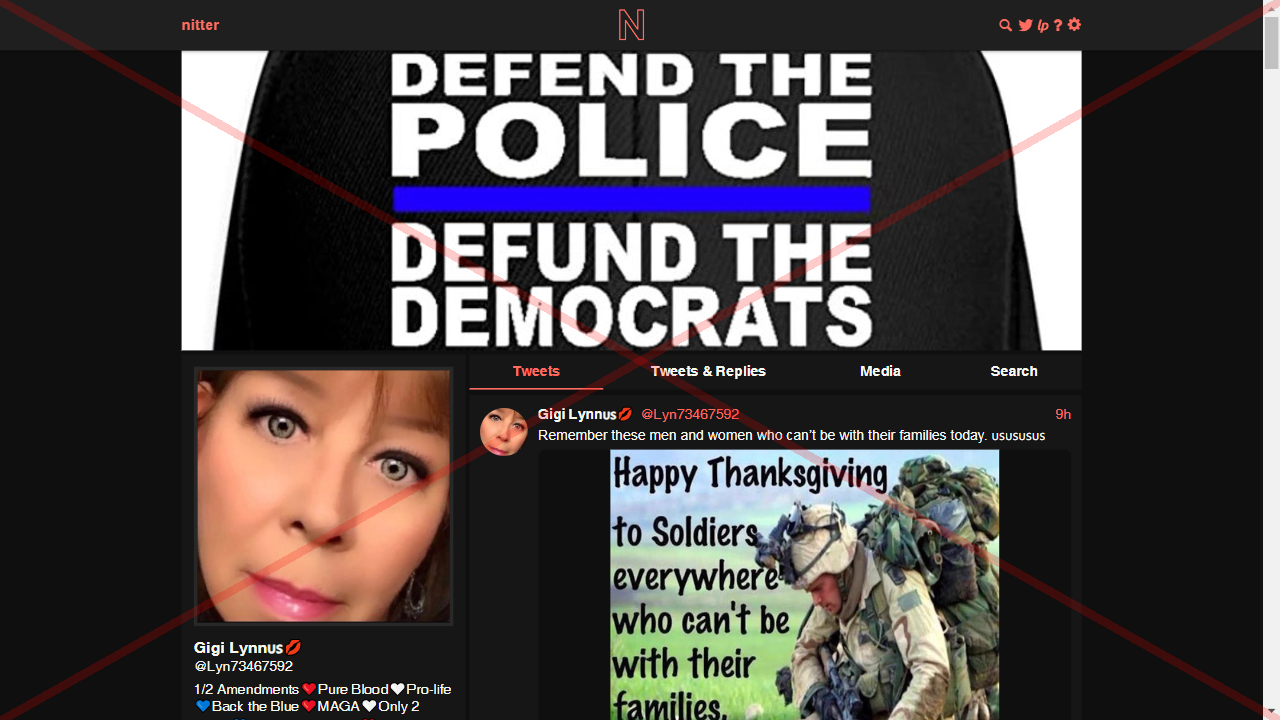 nitter
N
lp ?
DEFEND THE
POLICE
DEFUND THE
DEMOCRATS
Tweets
Tweets & Replies
Media
Search
Gigi Lynnus💋 @Lyn73467592 9h
Remember these men and women who can't be with their families today. usususus
Happy Thanksgiving
to Soldiers
everywhere
who can't be
with their
families.
Gigi Lynnus💋
@Lyn73467592
1/2 Amendments❤️Pure Blood🤍Pro-life
💙Back the Blue❤️MAGA🤍Only 2